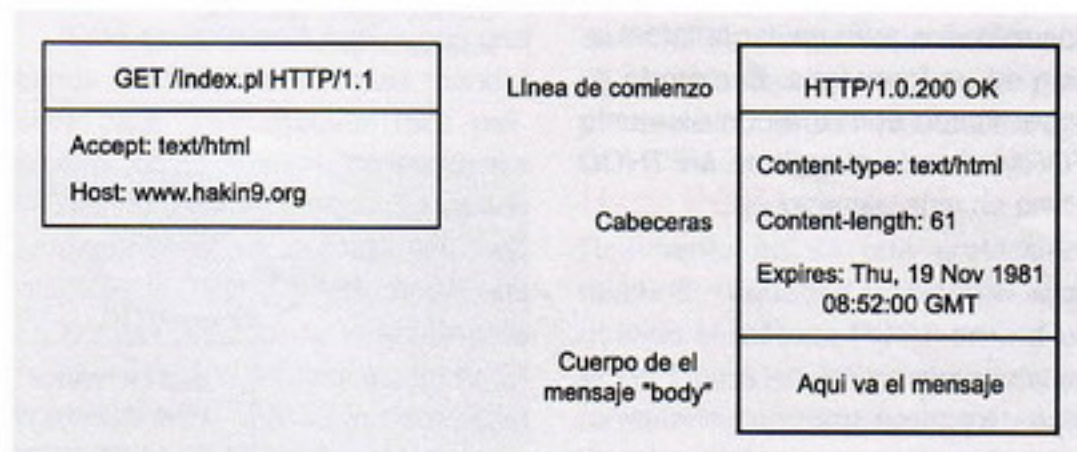 GET /Index.pl HTTP/1.1
Accept: text/html
Host: www.hakin9.org
Línea de comienzo
Cabeceras
Cuerpo de el
mensaje "body"
HTTP/1.0.200 OK
Content-type: text/html
Content-length: 61
Expires: Thu, 19 Nov 1981
08:52:00 GMT
Aqui va el mensaje